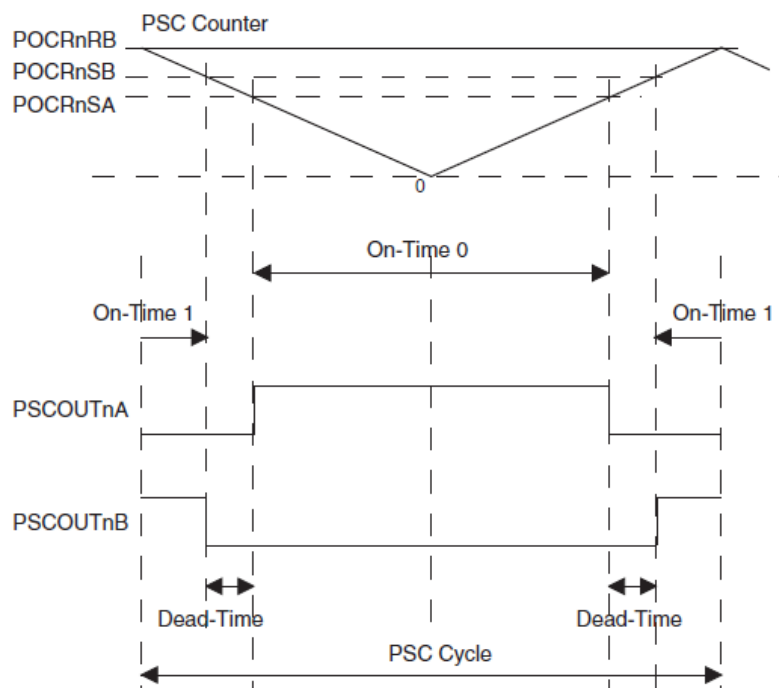 PSC Counter
POCRnRB
POCRnSB
POCRnSA
0
On-Time 0
On-Time 1
On-Time 1
PSCOUTnA
PSCOUTnB
Dead-Time
Dead-Time
PSC Cycle